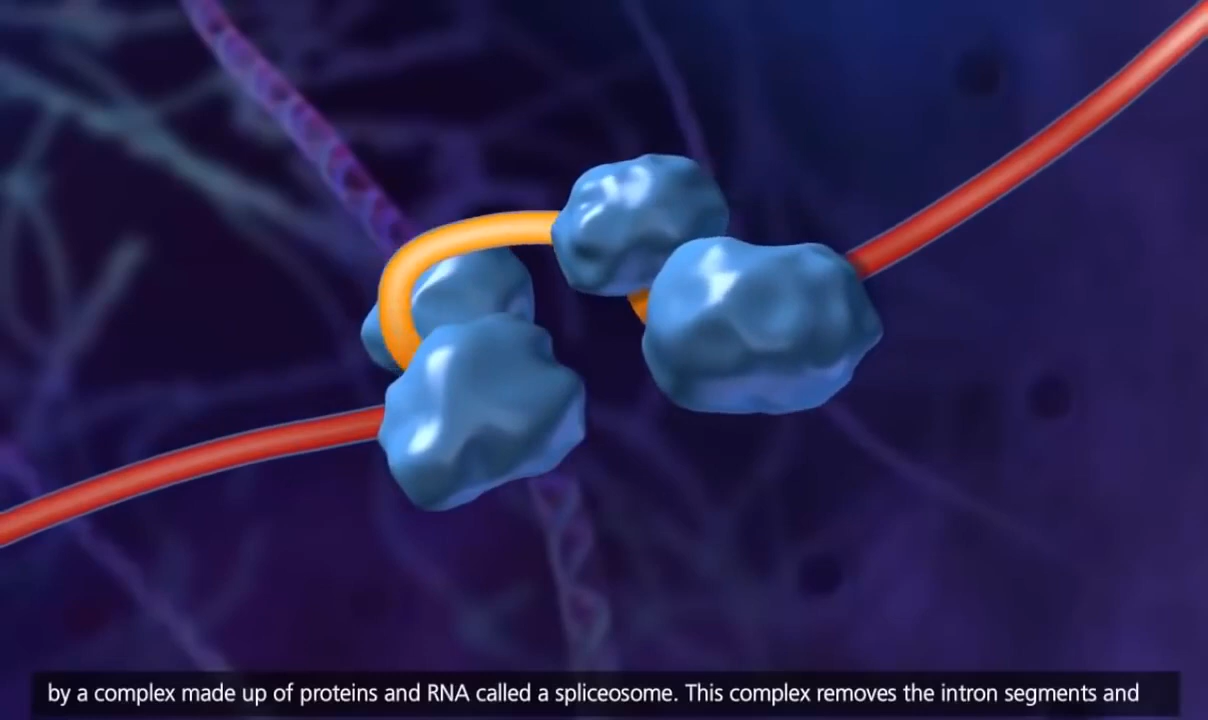 by a complex made up of proteins and RNA called a spliceosome. This complex removes the intron segments and